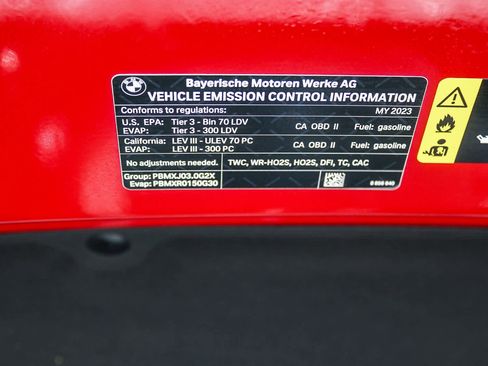 BMW
Bayerische Motoren Werke AG
VEHICLE EMISSION CONTROL INFORMATION
Conforms to regulations: MY 2023
U.S. EPA: Tier 3 - Bin 70 LDV
EVAP: Tier 3 - 300 LDV CA OBD II Fuel: gasoline
California: LEV III - ULEV 70 PC
EVAP: LEV III - 300 PC CA OBD II Fuel: gasoline
No adjustments needed. TWC, WR-HO2S, HO2S, DFI, TC, CAC
Group: PBMXJ03.0G2X
Evap: PBMXR0150G30